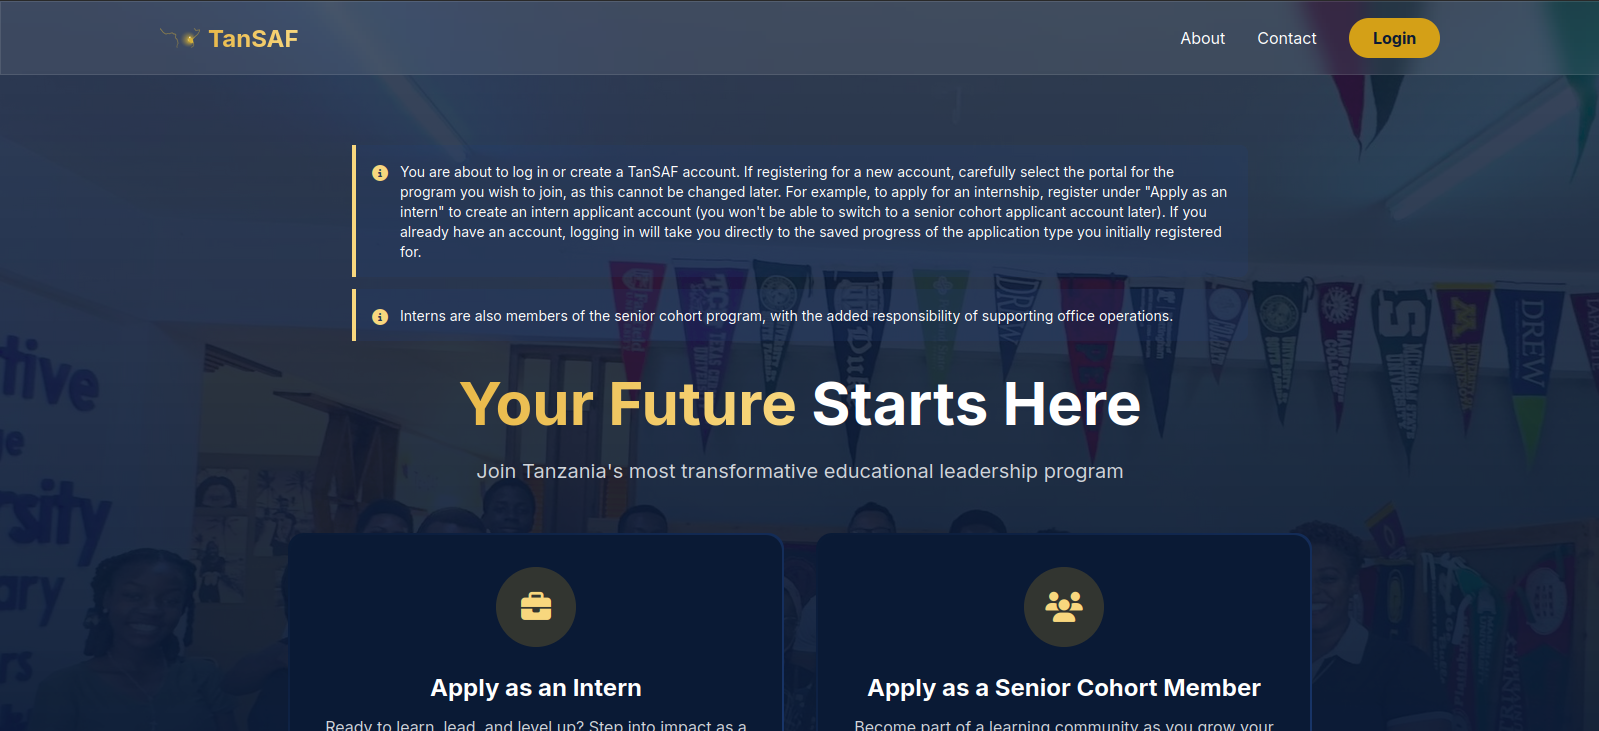 TanSAF
About
Contact
Login
You are about to log in or create a TanSAF account. If registering for a new account, carefully select the portal for the
program you wish to join, as this cannot be changed later. For example, to apply for an internship, register under "Apply as an
intern" to create an intern applicant account (you won't be able to switch to a senior cohort applicant account later). If you
already have an account, logging in will take you directly to the saved progress of the application type you initially registered
for.
Interns are also members of the senior cohort program, with the added responsibility of supporting office operations.
DREW
DREW
Your Future Starts Here
Join Tanzania's most transformative educational leadership program
Apply as an Intern
Apply as a Senior Cohort Member
Ready to learn, lead, and level up? Step into impact as a
Become part of a learning community as you grow your